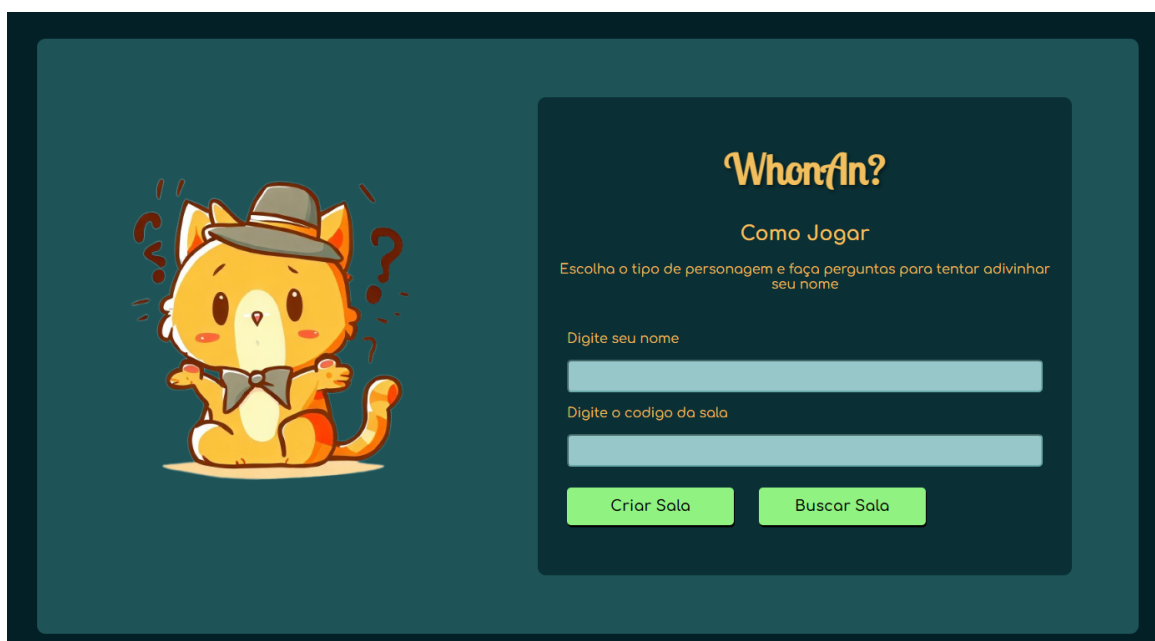 WhonAn?
Como Jogar
Escolha o tipo de personagem e faça perguntas para tentar adivinhar
seu nome
Digite seu nome
Digite o codigo da sala
Criar Sala
Buscar Sala